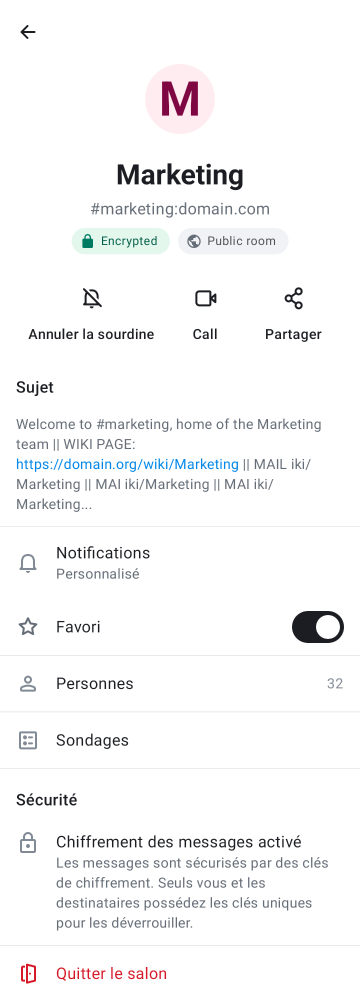 M
Marketing
#marketing:domain.com
Encrypted Public room
Annuler la sourdine Call Partager
Sujet
Welcome to #marketing, home of the Marketing
team || WIKI PAGE:
https://domain.org/wiki/Marketing || MAIL iki/
Marketing || MAI iki/Marketing || MAI iki/
Marketing...
Notifications
Personnalisé
Favori
Personnes 32
Sondages
Sécurité
Chiffrement des messages activé
Les messages sont sécurisés par des clés
de chiffrement. Seuls vous et les
destinataires possédez les clés uniques
pour les déverrouiller.
Quitter le salon